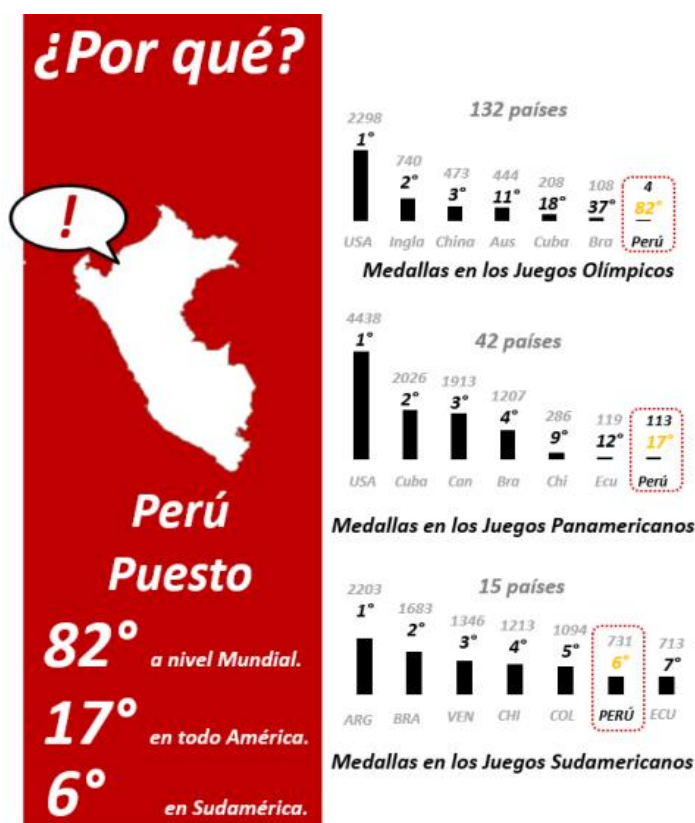 ¿Por qué?
!
Perú
Puesto
82° a nivel Mundial.
17° en todo América.
6° en Sudamérica.
132 países
2298 740 473 444 208 108 4
1° 2° 3° 11° 18° 37° 82°
USA Ingla China Aus Cuba Bra Perú
Medallas en los Juegos Olímpicos
42 países
4438 2026 1913 1207 286 119 113
1° 2° 3° 4° 9° 12° 17°
USA Cuba Can Bra Chi Ecu Perú
Medallas en los Juegos Panamericanos
15 países
2203 1683 1346 1213 1094 731 713
1° 2° 3° 4° 5° 6° 7°
ARG BRA VEN CHI COL PERÚ ECU
Medallas en los Juegos Sudamericanos